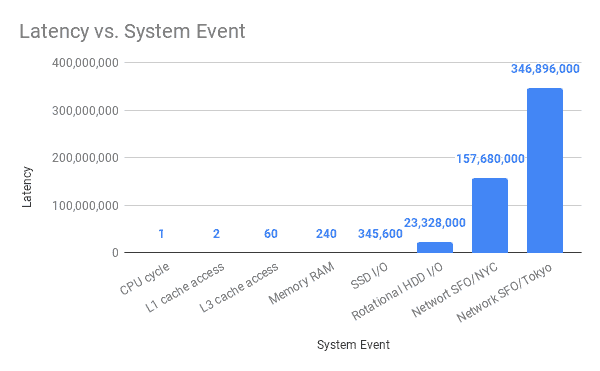 Latency vs. System Event
Latency
400,000,000
300,000,000
200,000,000
100,000,000
0
1
2
60
240
345,600
23,328,000
157,680,000
346,896,000
CPU cycle
L1 cache access
L3 cache access
Memory RAM
SSD I/O
Rotational HDD I/O
Networt SFO/NYC
Network SFO/Tokyo
System Event